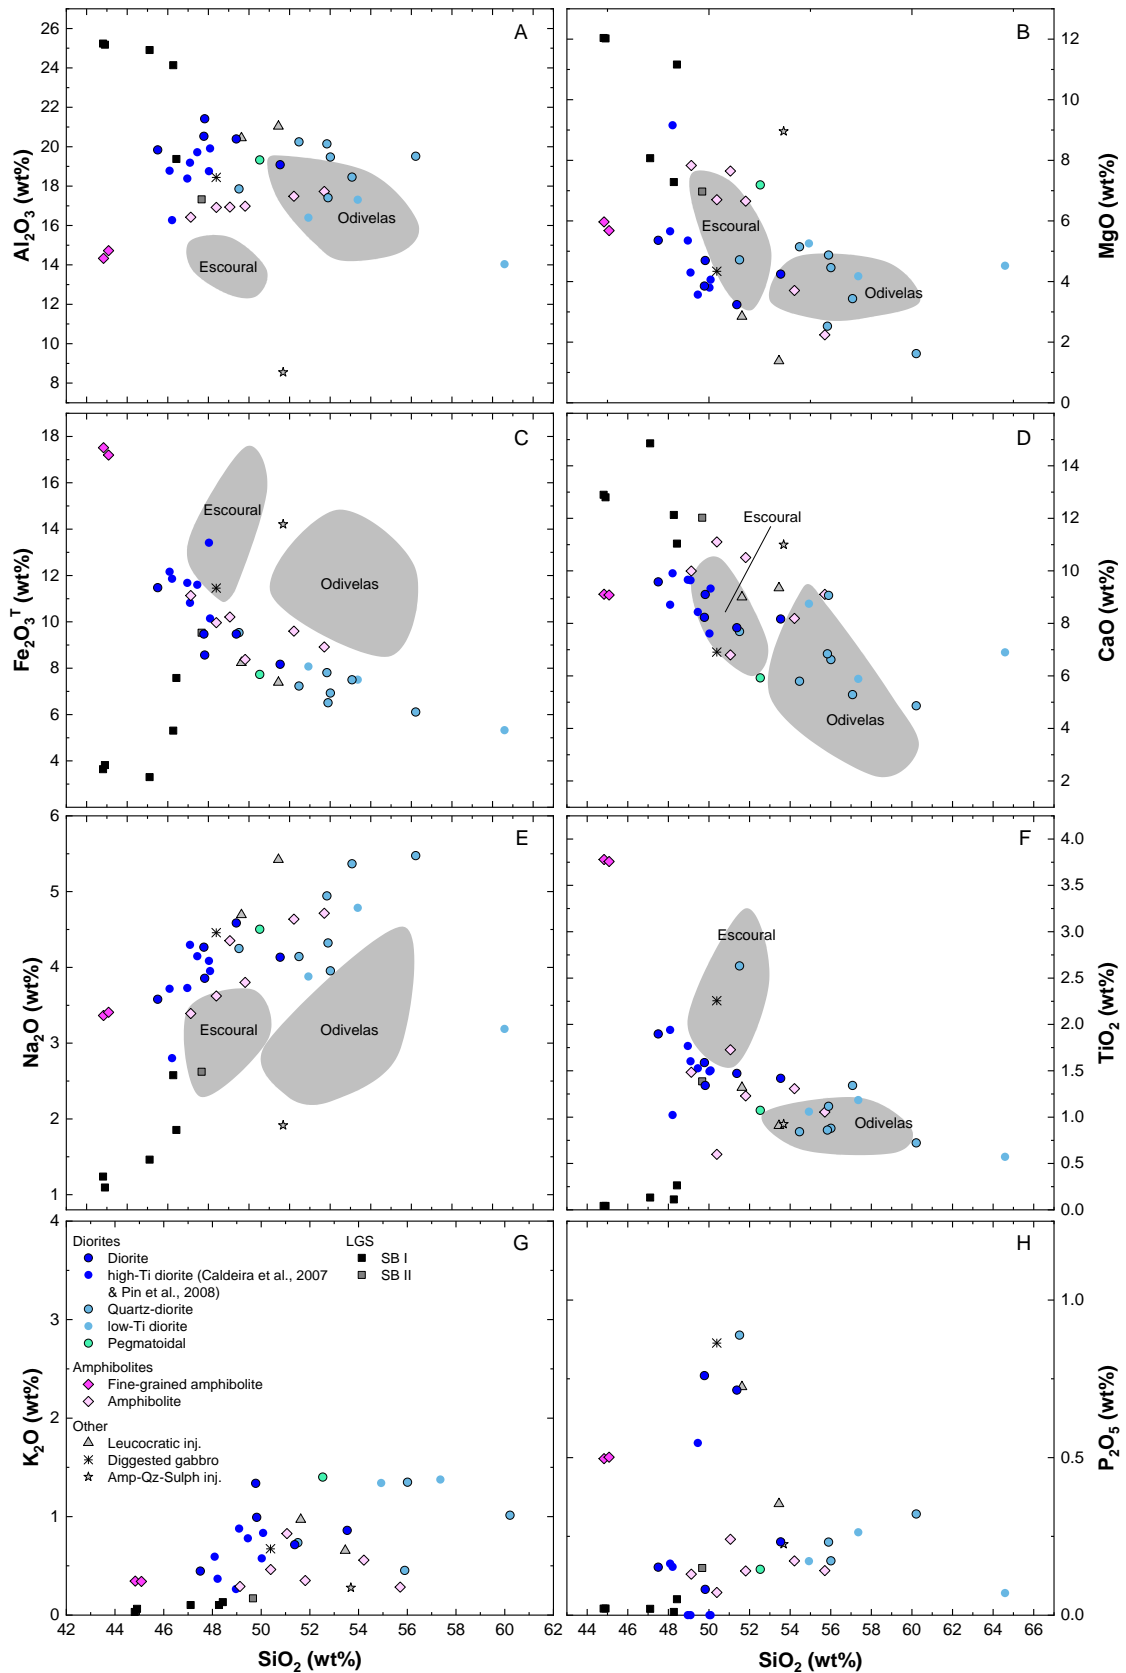 A
26
24
22
20
18
16
14
12
10
8
Al₂O₃ (wt%)
Odivelas
Escoural
B
12
10
8
6
4
2
0
MgO (wt%)
Escoural
Odivelas
C
18
16
14
12
10
8
6
4
Fe₂O₃ᵀ (wt%)
Escoural
Odivelas
D
14
12
10
8
6
4
2
CaO (wt%)
Escoural
Odivelas
E
6
5
4
3
2
1
Na₂O (wt%)
Escoural
Odivelas
F
4.0
3.5
3.0
2.5
2.0
1.5
1.0
0.5
0.0
TiO₂ (wt%)
Escoural
Odivelas
G
4
3
2
1
0
K₂O (wt%)
Diorites
Diorite
high-Ti diorite (Caldeira et al., 2007
& Pin et al., 2008)
Quartz-diorite
low-Ti diorite
Pegmatoidal
Amphibolites
Fine-grained amphibolite
Amphibolite
Other
Leucocratic inj.
Diggested gabbro
Amp-Qz-Sulph inj.
LGS
SB I
SB II
42 44 46 48 50 52 54 56 58 60 62
SiO₂ (wt%)
H
1.0
0.5
0.0
P₂O₅ (wt%)
44 46 48 50 52 54 56 58 60 62 64 66
SiO₂ (wt%)